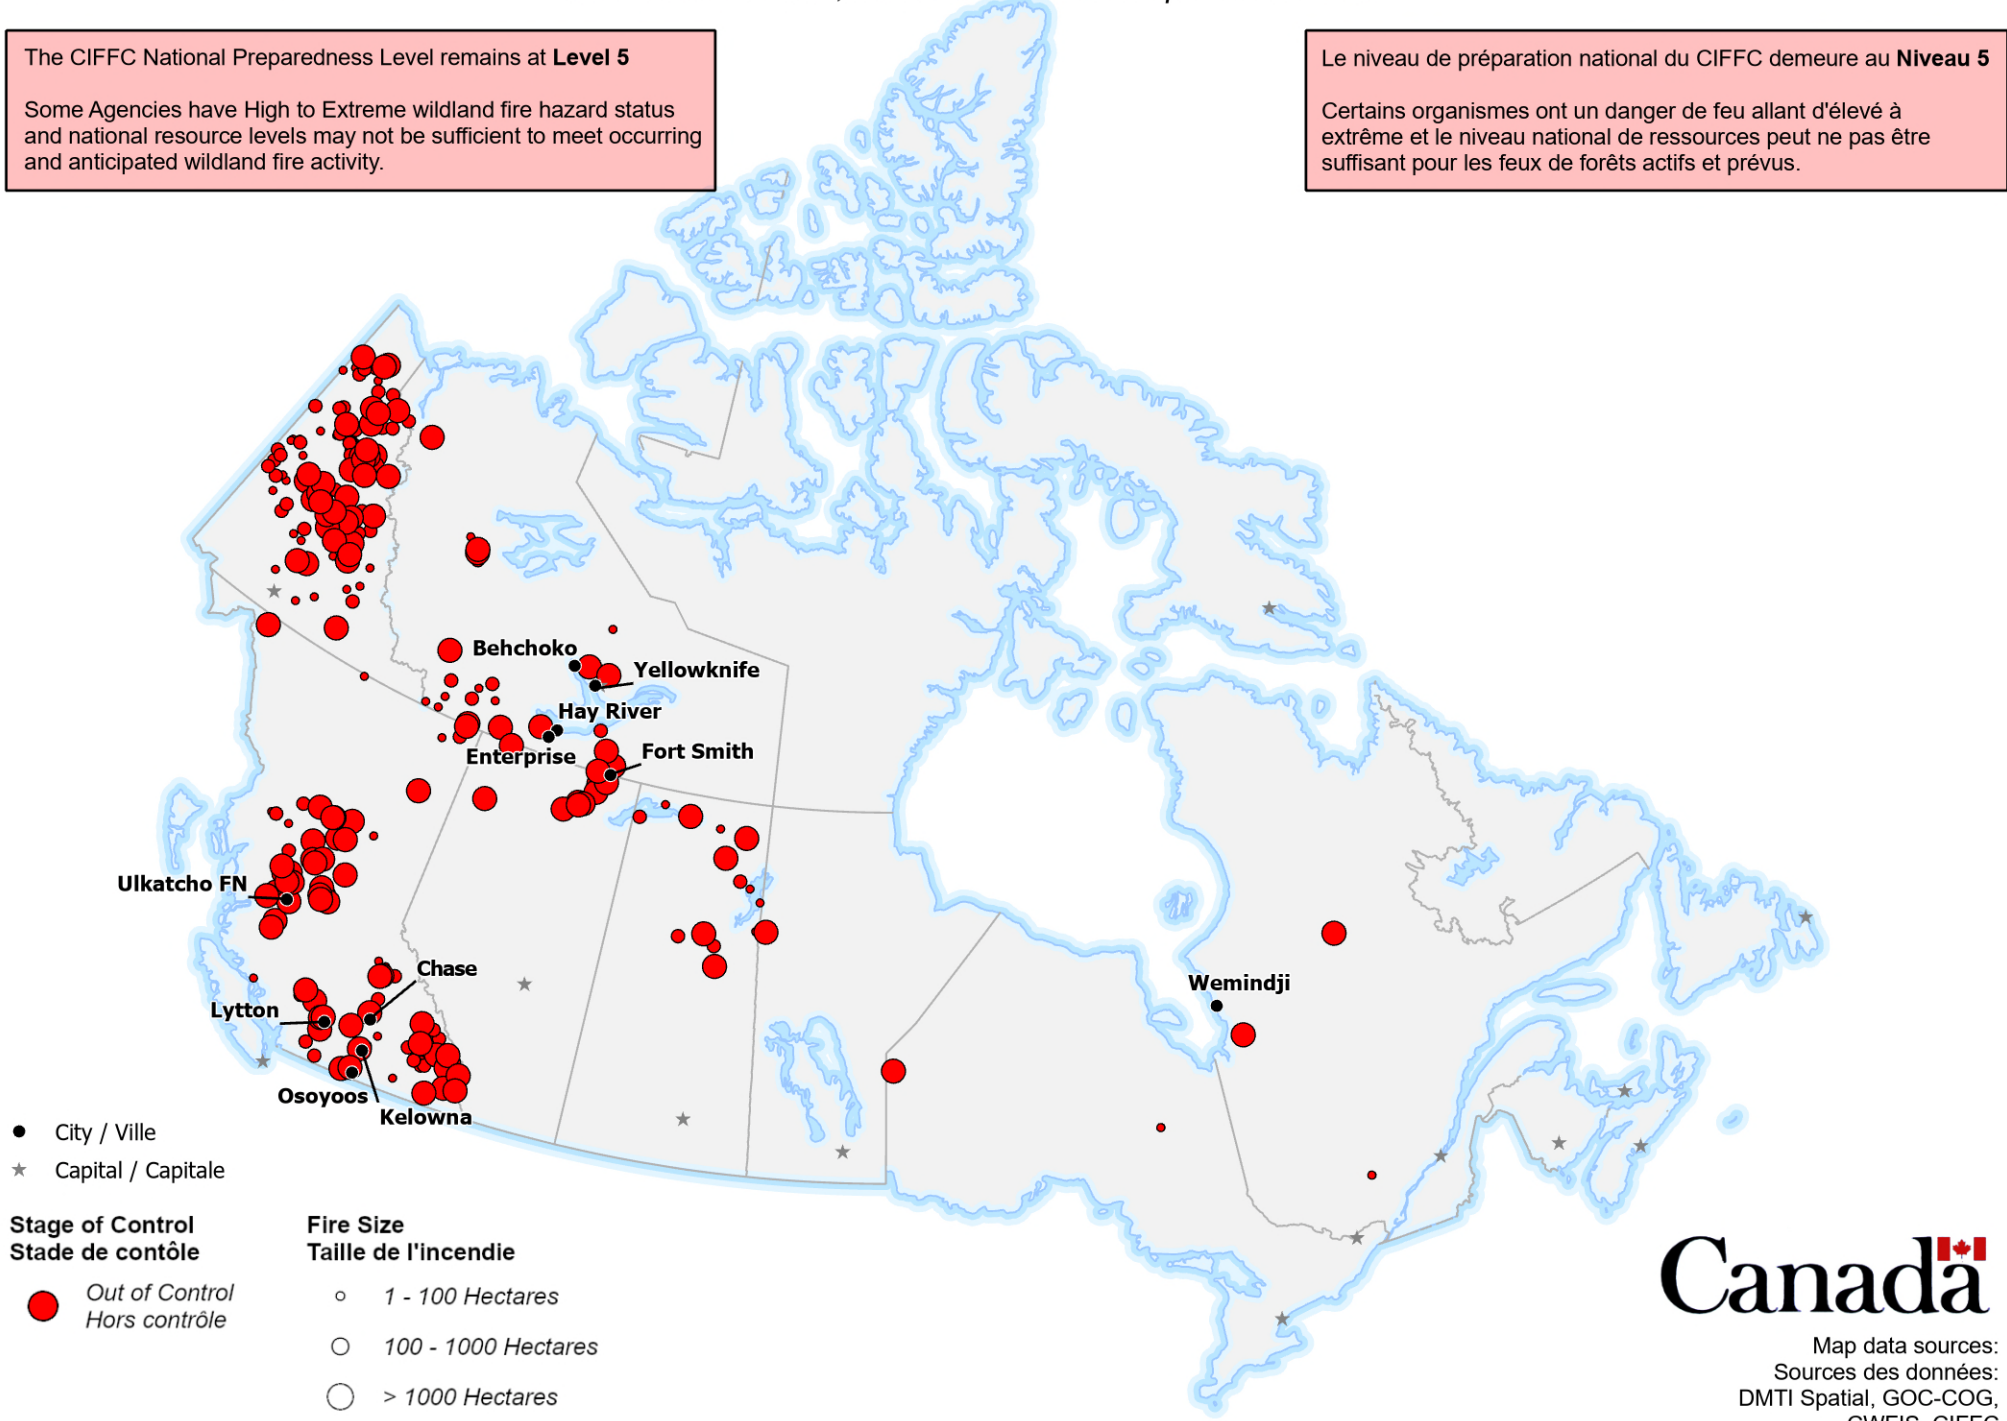 The CIFFC National Preparedness Level remains at Level 5
Some Agencies have High to Extreme wildland fire hazard status
and national resource levels may not be sufficient to meet occurring
and anticipated wildland fire activity.
Le niveau de préparation national du CIFFC demeure au Niveau 5
Certains organismes ont un danger de feu allant d'élevé à
extrême et le niveau national de ressources peut ne pas être
suffisant pour les feux de forêts actifs et prévus.
Behchoko
Yellowknife
Hay River
Enterprise
Fort Smith
Ulkatcho FN
Chase
Lytton
Osoyoos
Kelowna
Wemindji
City / Ville
Capital / Capitale
Stage of Control
Stade de contôle
Out of Control
Hors contrôle
Fire Size
Taille de l'incendie
1 - 100 Hectares
100 - 1000 Hectares
> 1000 Hectares
Canada
Map data sources:
Sources des données:
DMTI Spatial, GOC-COG,